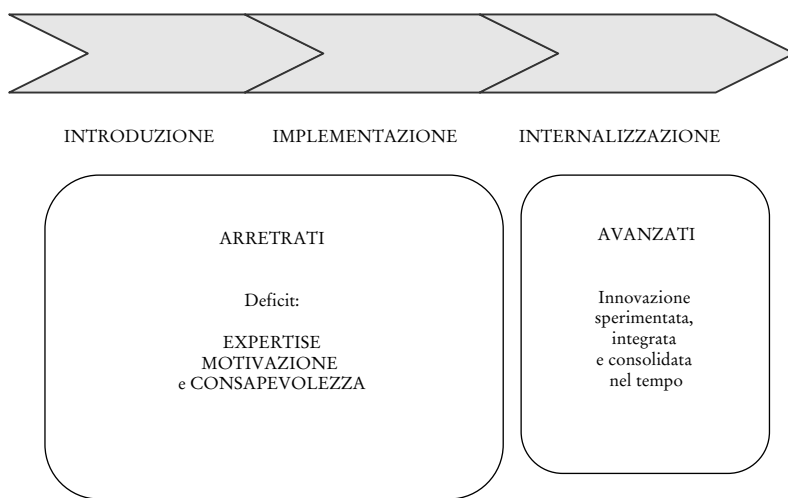 INTRODUZIONE
IMPLEMENTAZIONE
INTERNALIZZAZIONE
ARRETRATI
Deficit:
EXPERTISE
MOTIVAZIONE
e CONSAPEVOLEZZA
AVANZATI
Innovazione
sperimentata,
integrata
e consolidata
nel tempo